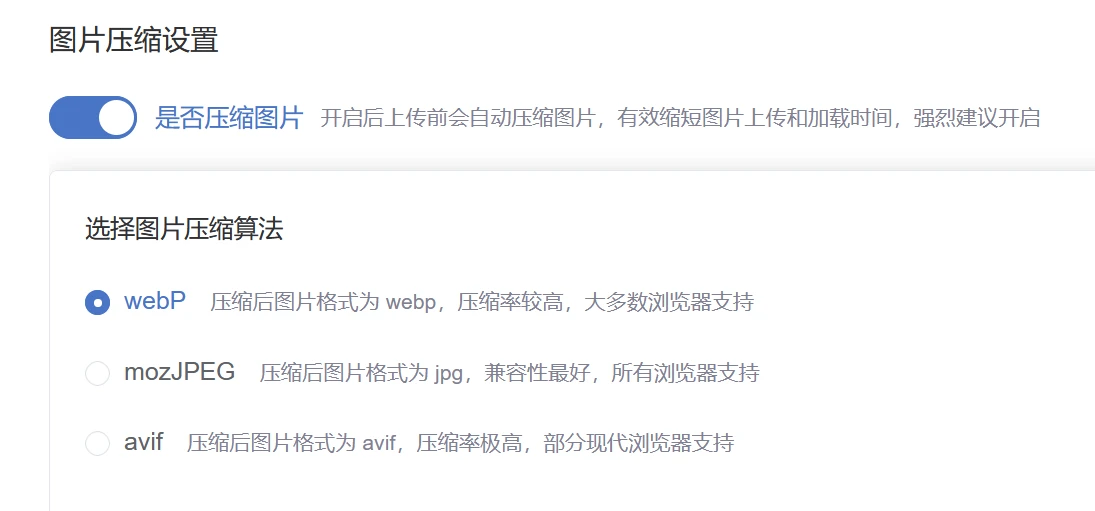 图片压缩设置
是否压缩图片 开启后上传前会自动压缩图片，有效缩短图片上传和加载时间，强烈建议开启
选择图片压缩算法
webP 压缩后图片格式为 webp，压缩率较高，大多数浏览器支持
mozJPEG 压缩后图片格式为 jpg，兼容性最好，所有浏览器支持
avif 压缩后图片格式为 avif，压缩率极高，部分现代浏览器支持